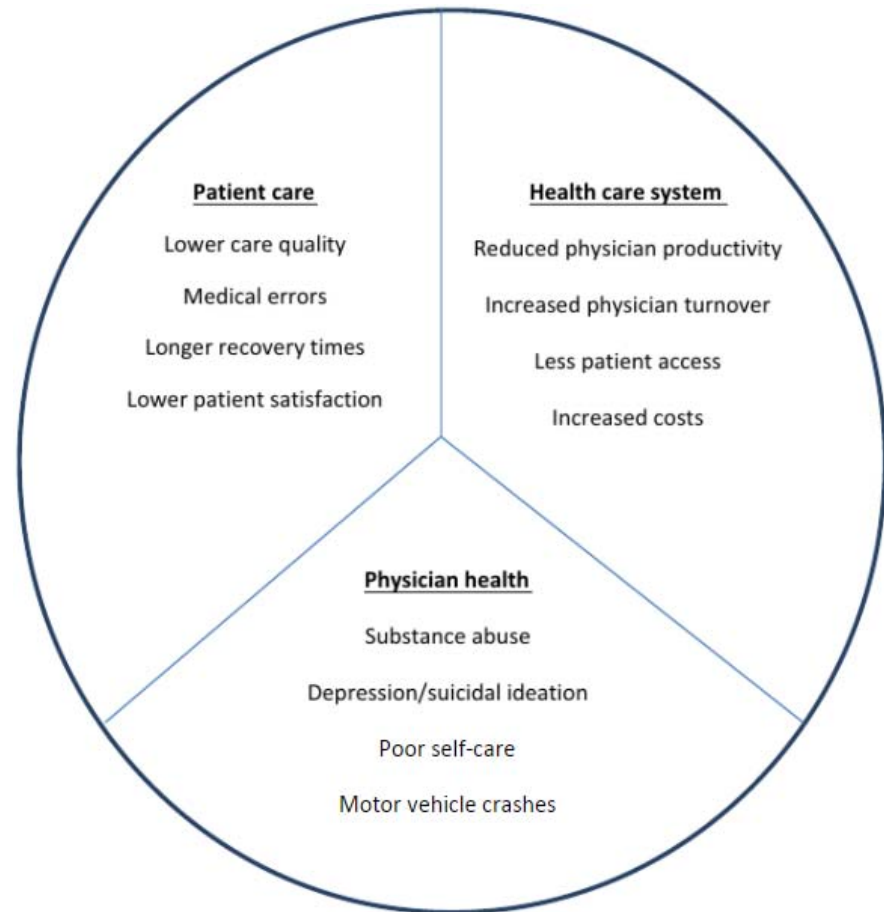 Patient care
Lower care quality
Medical errors
Longer recovery times
Lower patient satisfaction
Health care system
Reduced physician productivity
Increased physician turnover
Less patient access
Increased costs
Physician health
Substance abuse
Depression/suicidal ideation
Poor self-care
Motor vehicle crashes